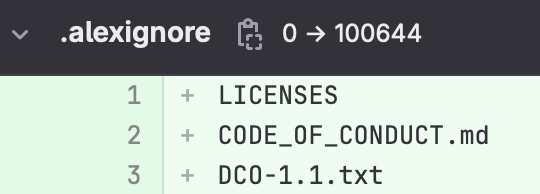 .alexignore 0 → 100644
1 + LICENSES
2 + CODE_OF_CONDUCT.md
3 + DCO-1.1.txt